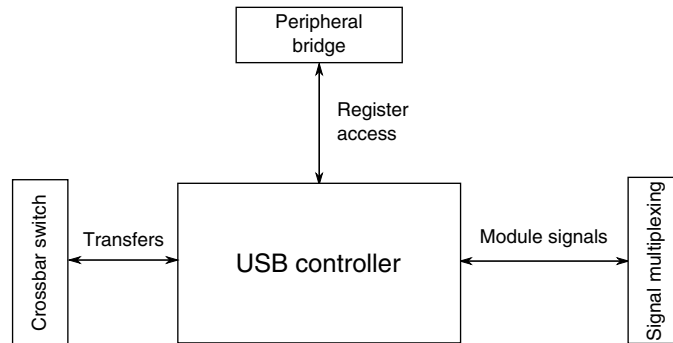 Peripheral
bridge
Register
access
Crossbar switch
Transfers
USB controller
Module signals
Signal multiplexing